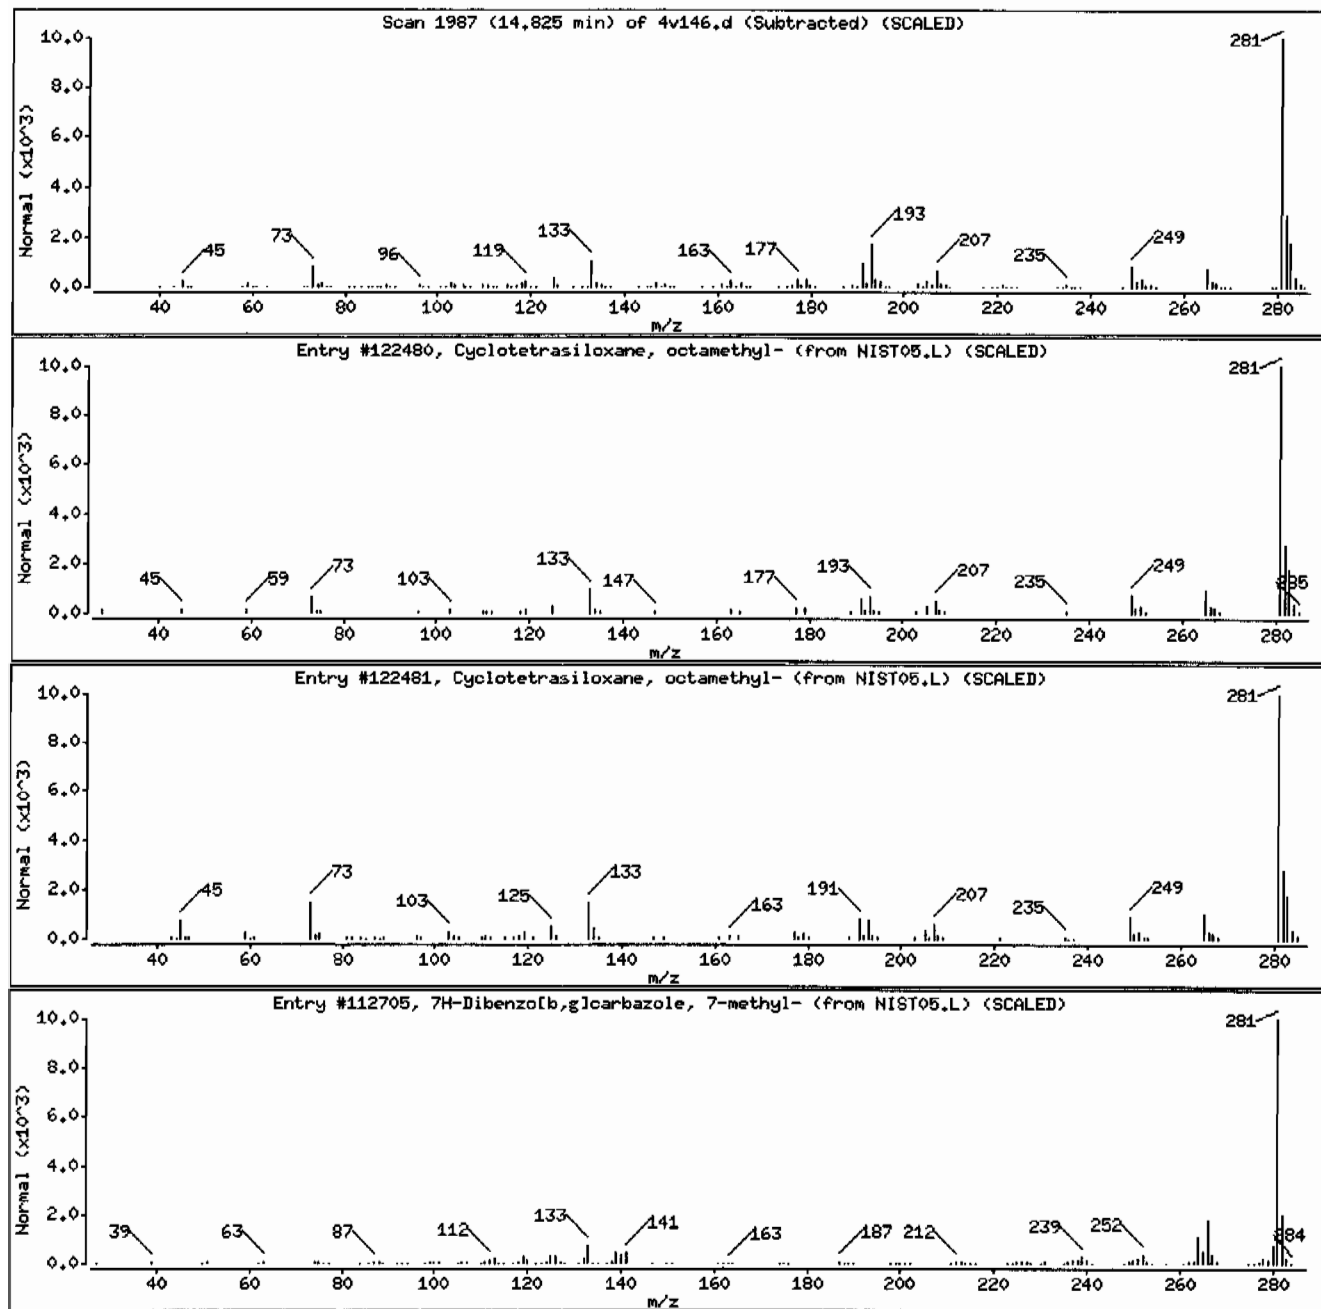 Scan 1987 (14.825 min) of 4v146.d (Subtracted) (SCALED)
Normal (x10^3)
10.0
8.0
6.0
4.0
2.0
0.0
45 73 96 119 133 163 177 193 207 235 249 281
40 60 80 100 120 140 160 180 200 220 240 260 280
m/z
Entry #122480, Cyclotetrasiloxane, octamethyl- (from NIST05.L) (SCALED)
Normal (x10^3)
10.0
8.0
6.0
4.0
2.0
0.0
45 59 73 103 133 147 177 193 207 235 249 281
40 60 80 100 120 140 160 180 200 220 240 260 280
m/z
Entry #122481, Cyclotetrasiloxane, octamethyl- (from NIST05.L) (SCALED)
Normal (x10^3)
10.0
8.0
6.0
4.0
2.0
0.0
45 73 103 125 133 163 191 207 235 249 281
40 60 80 100 120 140 160 180 200 220 240 260 280
m/z
Entry #112705, 7H-Dibenzo[b,g]carbazole, 7-methyl- (from NIST05.L) (SCALED)
Normal (x10^3)
10.0
8.0
6.0
4.0
2.0
0.0
39 63 87 112 133 141 163 187 212 239 252 281
40 60 80 100 120 140 160 180 200 220 240 260 280
m/z